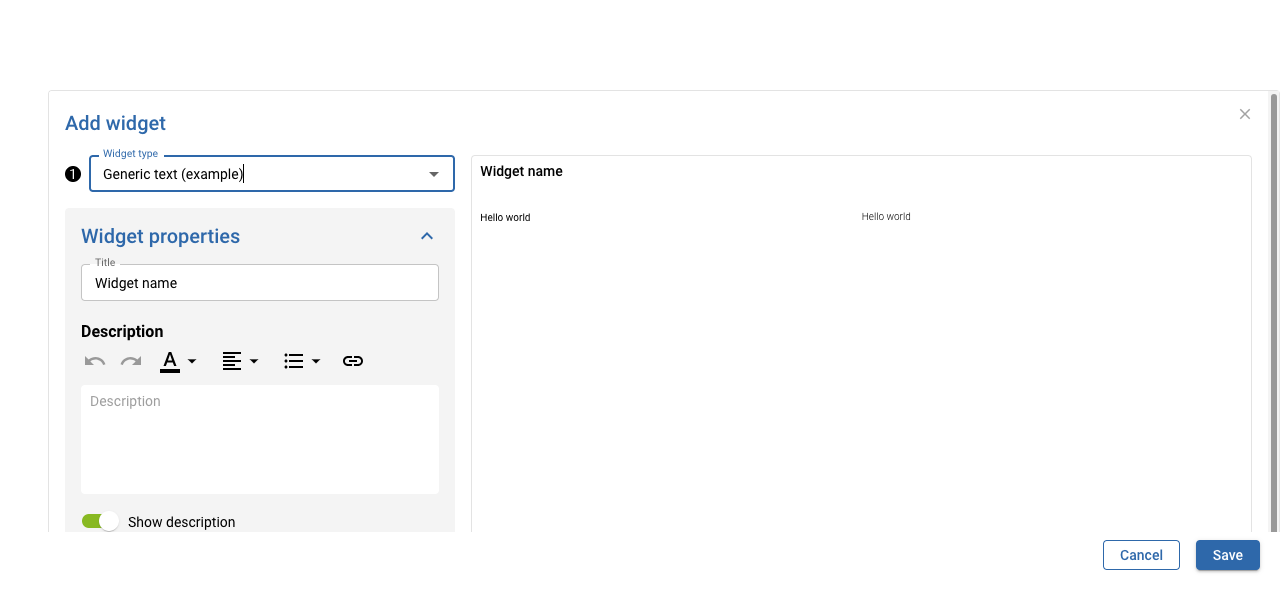 Add widget
Widget type
1
Generic text (example)
Widget properties
Title
Widget name
Description
A
Description
Show description
Widget name
Hello world
Hello world
Cancel
Save